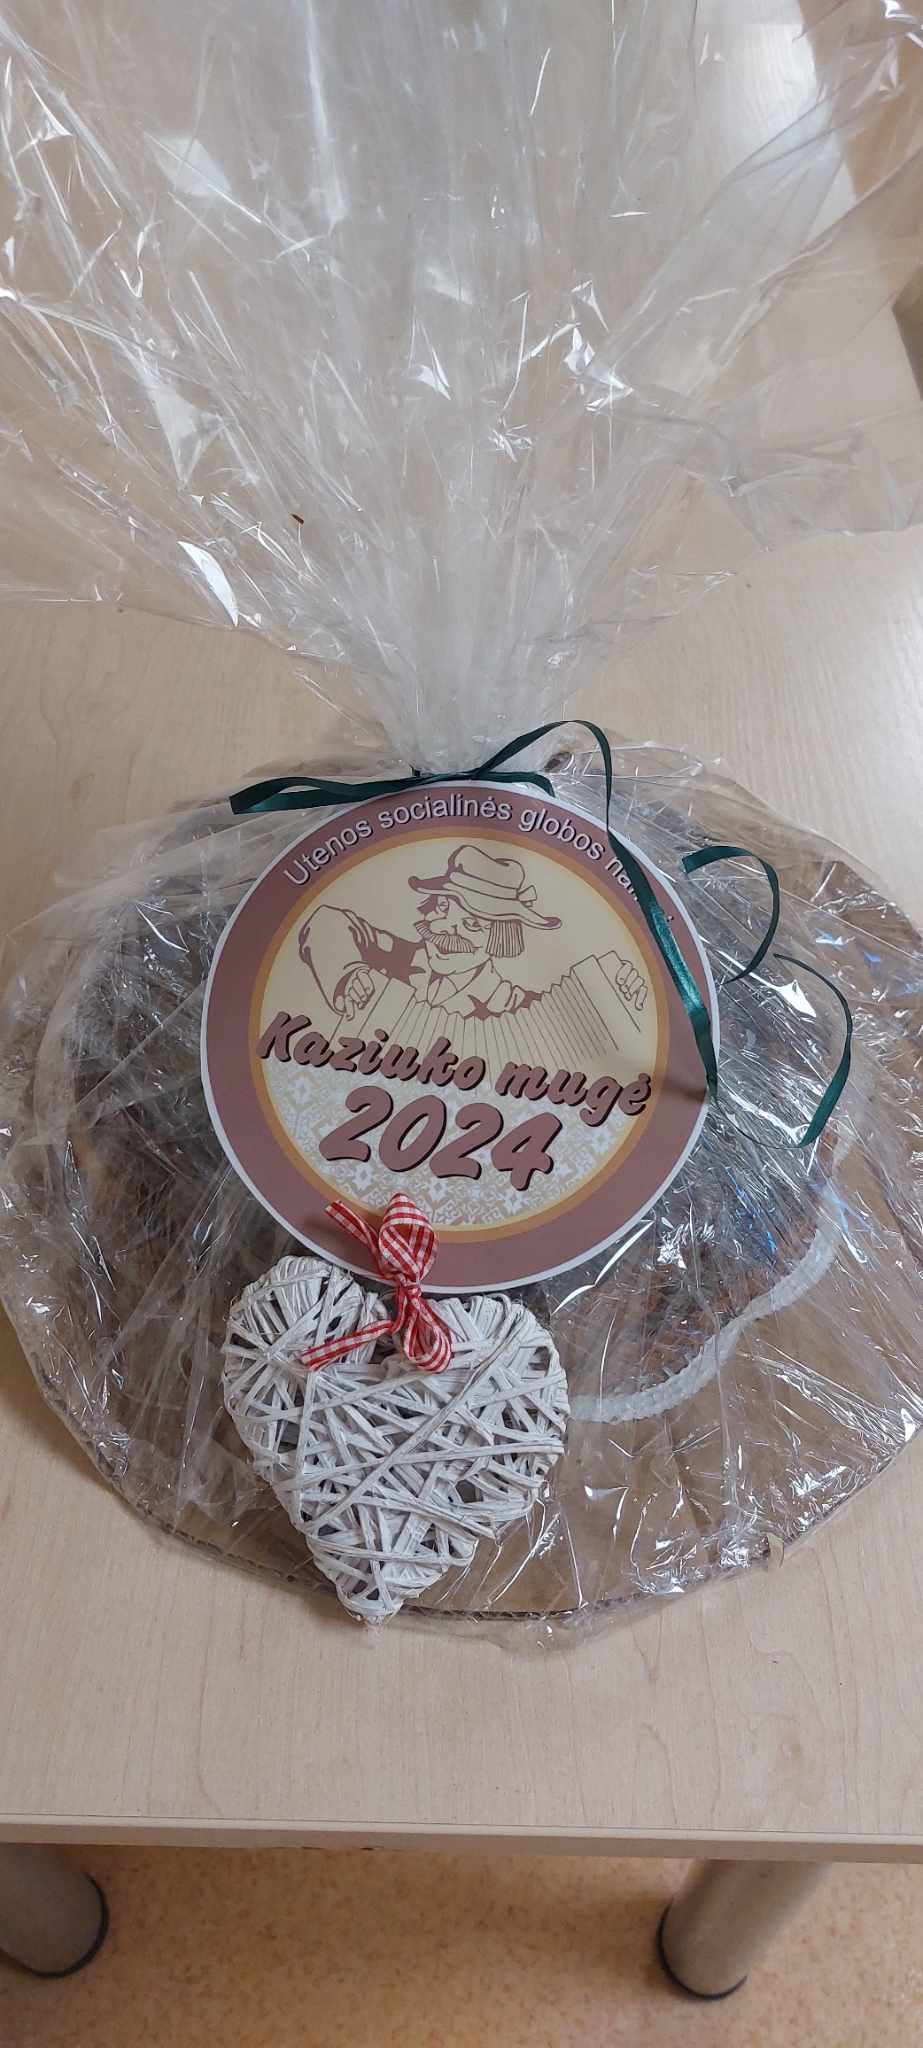 Utenos socialinės globos
Kaziuko mugė
2024